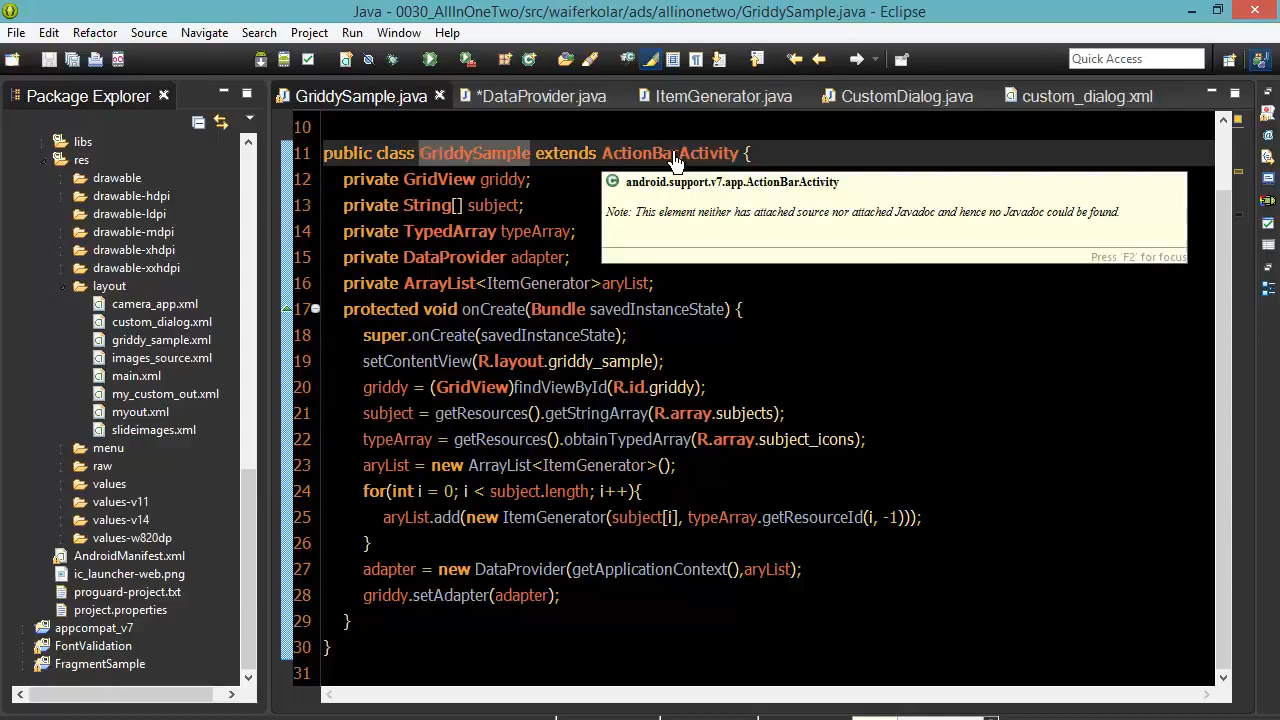 Java - 0030_AllInOneTwo/src/waiferkolar/ads/allinonetwo/GriddySample.java - Eclipse
File Edit Refactor Source Navigate Search Project Run Window Help
Quick Access
Package Explorer
GriddySample.java *DataProvider.java ItemGenerator.java CustomDialog.java custom_dialog.xml
libs
res
drawable
drawable-hdpi
drawable-ldpi
drawable-mdpi
drawable-xhdpi
drawable-xxhdpi
layout
camera_app.xml
custom_dialog.xml
griddy_sample.xml
images_source.xml
main.xml
my_custom_out.xml
myout.xml
slideimages.xml
menu
raw
values
values-v11
values-v14
values-w820dp
AndroidManifest.xml
ic_launcher-web.png
proguard-project.txt
project.properties
appcompat_v7
FontValidation
FragmentSample
10
11 public class GriddySample extends ActionBarActivity {
12 private GridView griddy;
13 private String[] subject;
14 private TypedArray typeArray;
15 private DataProvider adapter;
16 private ArrayList<ItemGenerator>aryList;
17 protected void onCreate(Bundle savedInstanceState) {
18 super.onCreate(savedInstanceState);
19 setContentView(R.layout.griddy_sample);
20 griddy = (GridView)findViewById(R.id.griddy);
21 subject = getResources().getStringArray(R.array.subjects);
22 typeArray = getResources().obtainTypedArray(R.array.subject_icons);
23 aryList = new ArrayList<ItemGenerator>();
24 for(int i = 0; i < subject.length; i++){
25 aryList.add(new ItemGenerator(subject[i], typeArray.getResourceId(i, -1)));
26 }
27 adapter = new DataProvider(getApplicationContext(),aryList);
28 griddy.setAdapter(adapter);
29 }
30 }
31
android.support.v7.app.ActionBarActivity
Note: This element neither has attached source nor attached Javadoc and hence no Javadoc could be found.
Press 'F2' for focus